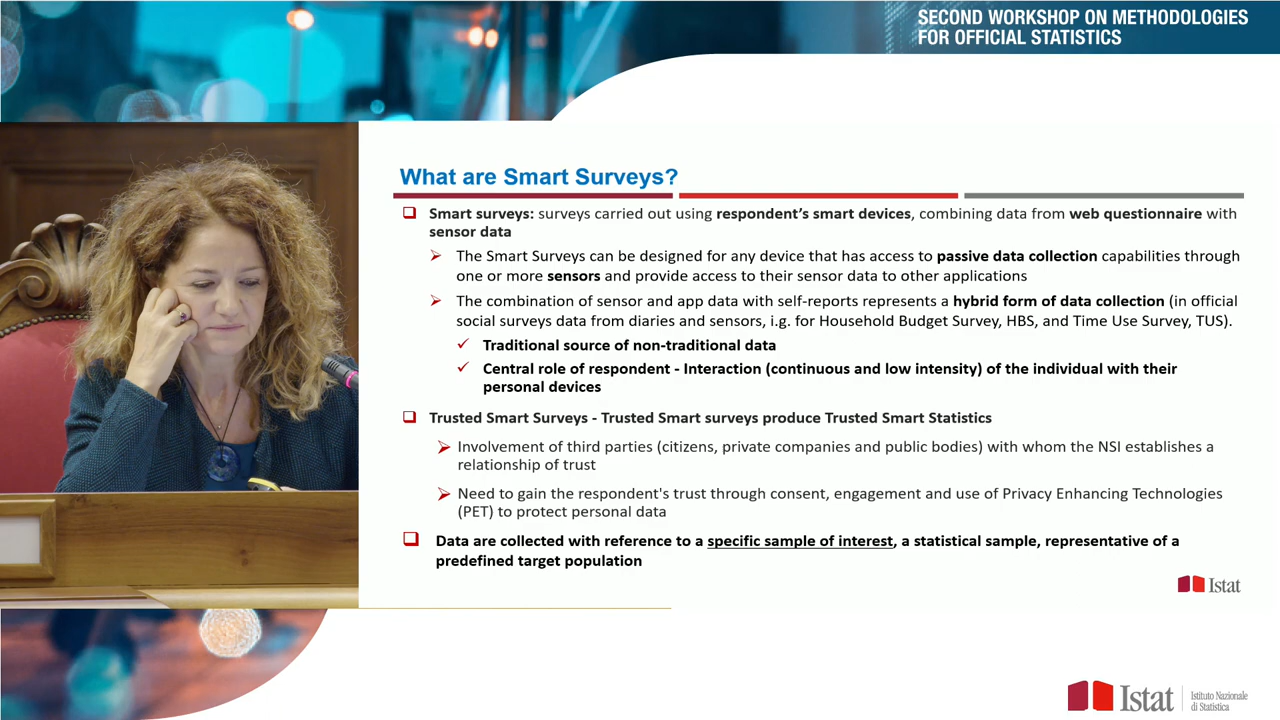 SECOND WORKSHOP ON METHODOLOGIES
FOR OFFICIAL STATISTICS
What are Smart Surveys?
Smart surveys: surveys carried out using respondent's smart devices, combining data from web questionnaire with
sensor data
The Smart Surveys can be designed for any device that has access to passive data collection capabilities through
one or more sensors and provide access to their sensor data to other applications
The combination of sensor and app data with self-reports represents a hybrid form of data collection (in official
social surveys data from diaries and sensors, i.g. for Household Budget Survey, HBS, and Time Use Survey, TUS).
Traditional source of non-traditional data
Central role of respondent - Interaction (continuous and low intensity) of the individual with their
personal devices
Trusted Smart Surveys - Trusted Smart surveys produce Trusted Smart Statistics
Involvement of third parties (citizens, private companies and public bodies) with whom the NSI establishes a
relationship of trust
Need to gain the respondent's trust through consent, engagement and use of Privacy Enhancing Technologies
(PET) to protect personal data
Data are collected with reference to a specific sample of interest, a statistical sample, representative of a
predefined target population
Istat
Istat
Istituto Nazionale
di Statistica